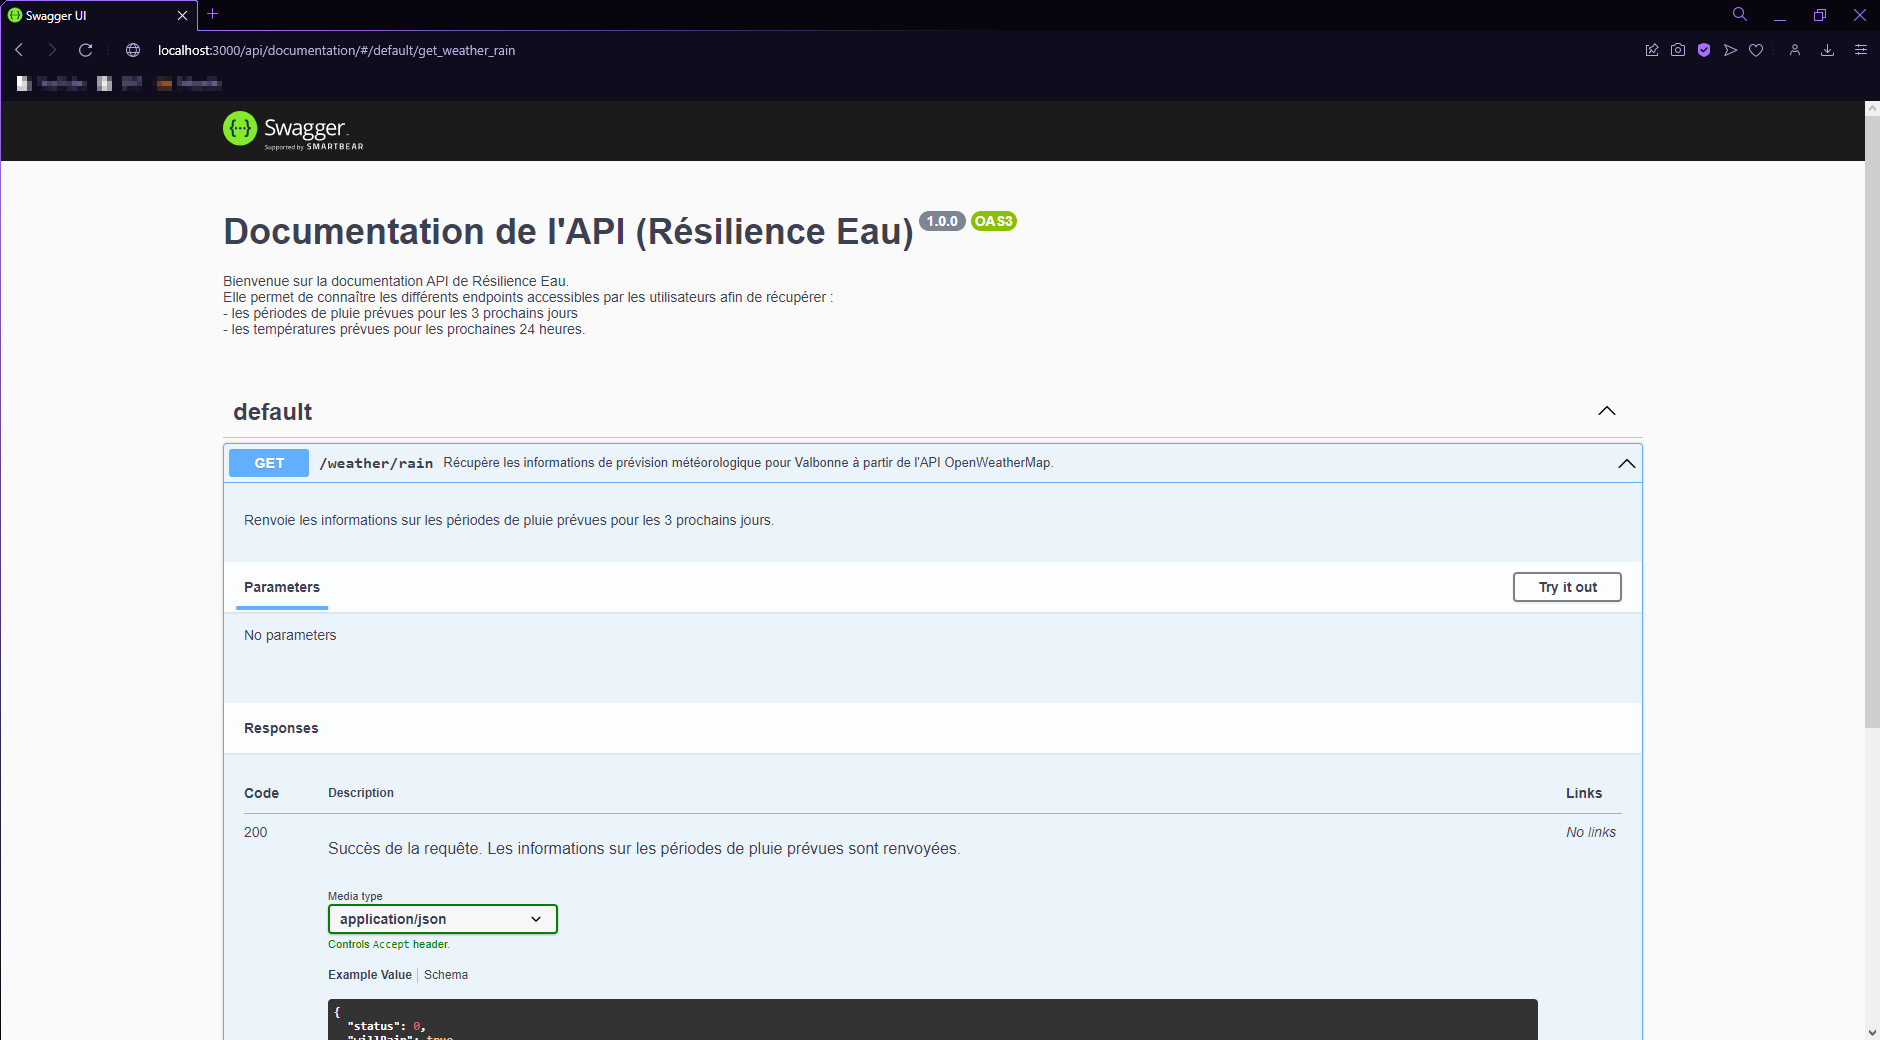 Swagger UI
localhost:3000/api/documentation/#/default/get_weather_rain
Swagger
Supported by SMARTBEAR
Documentation de l'API (Résilience Eau) 1.0.0 OAS3
Bienvenue sur la documentation API de Résilience Eau.
Elle permet de connaître les différents endpoints accessibles par les utilisateurs afin de récupérer :
- les périodes de pluie prévues pour les 3 prochains jours
- les températures prévues pour les prochaines 24 heures.
default
GET /weather/rain Récupère les informations de prévision météorologique pour Valbonne à partir de l'API OpenWeatherMap.
Renvoie les informations sur les périodes de pluie prévues pour les 3 prochains jours.
Parameters Try it out
No parameters
Responses
Code Description Links
200 No links
Succès de la requête. Les informations sur les périodes de pluie prévues sont renvoyées.
Media type
application/json
Controls Accept header.
Example Value Schema
{
"status": 0,
"willRain": true